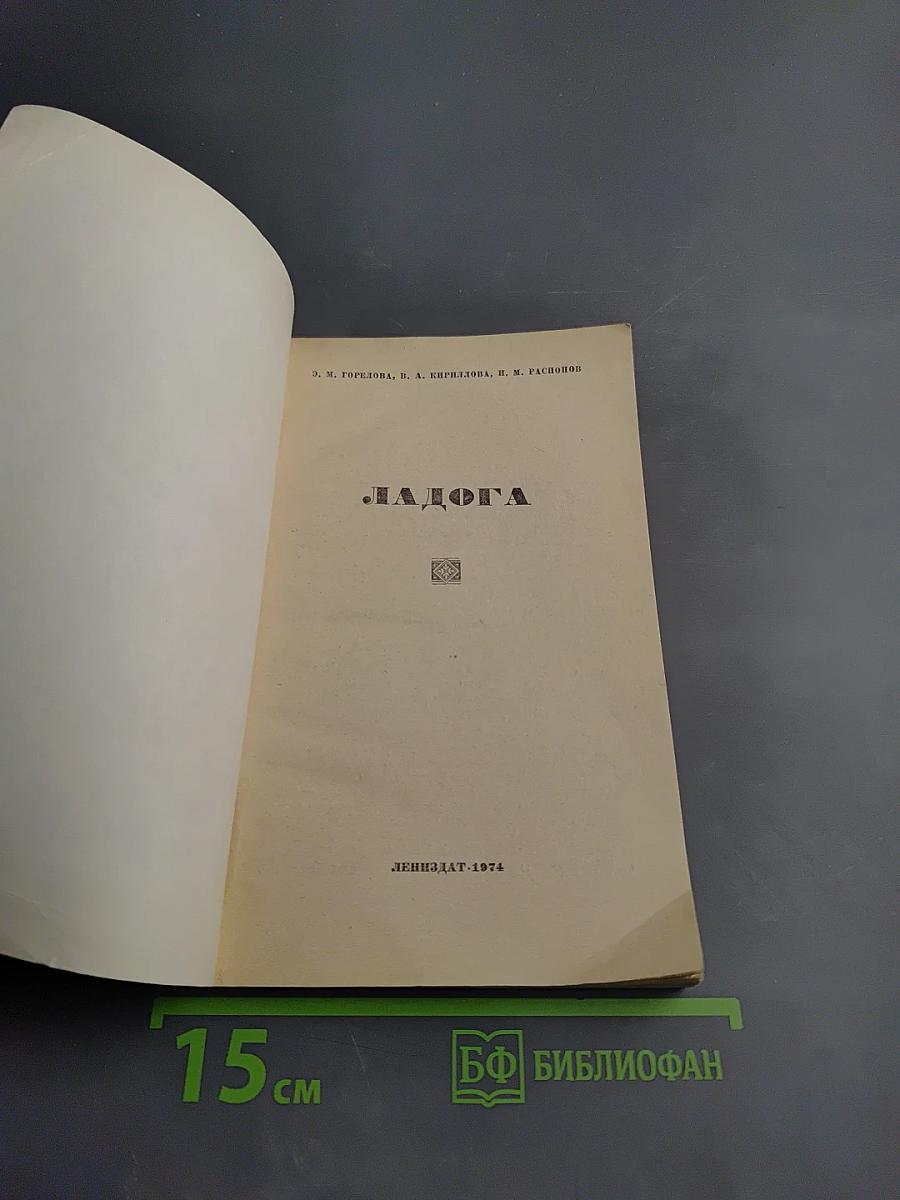 Э. М. ГОРЕЛОВА, В. А. КИРИЛЛОВА, И. М. РАСПОПОВ
ЛАДОГА
ЛЕНИЗДАТ·1974
15 см
БФ БИБЛИОФАН